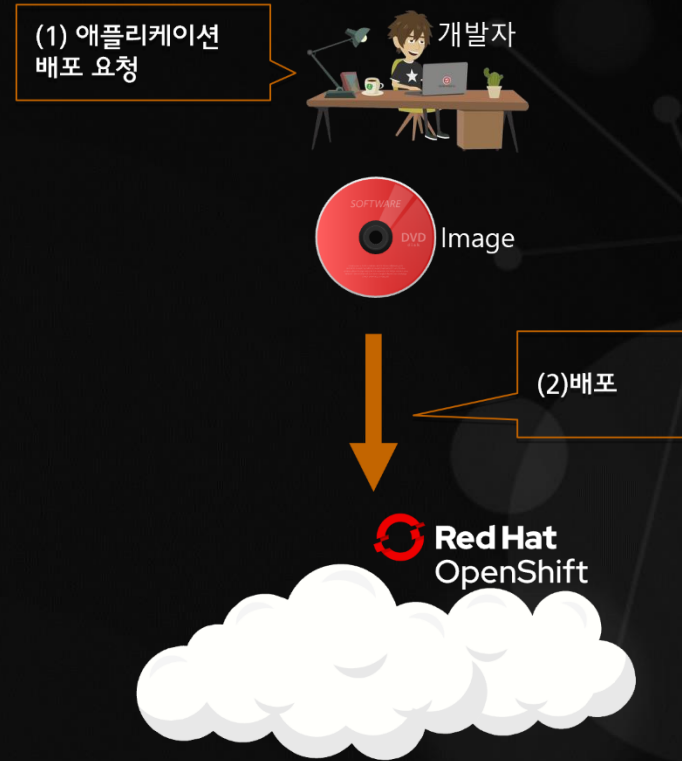 (1) 애플리케이션
배포 요청
개발자
SOFTWARE
DVD
Image
(2)배포
Red Hat
OpenShift